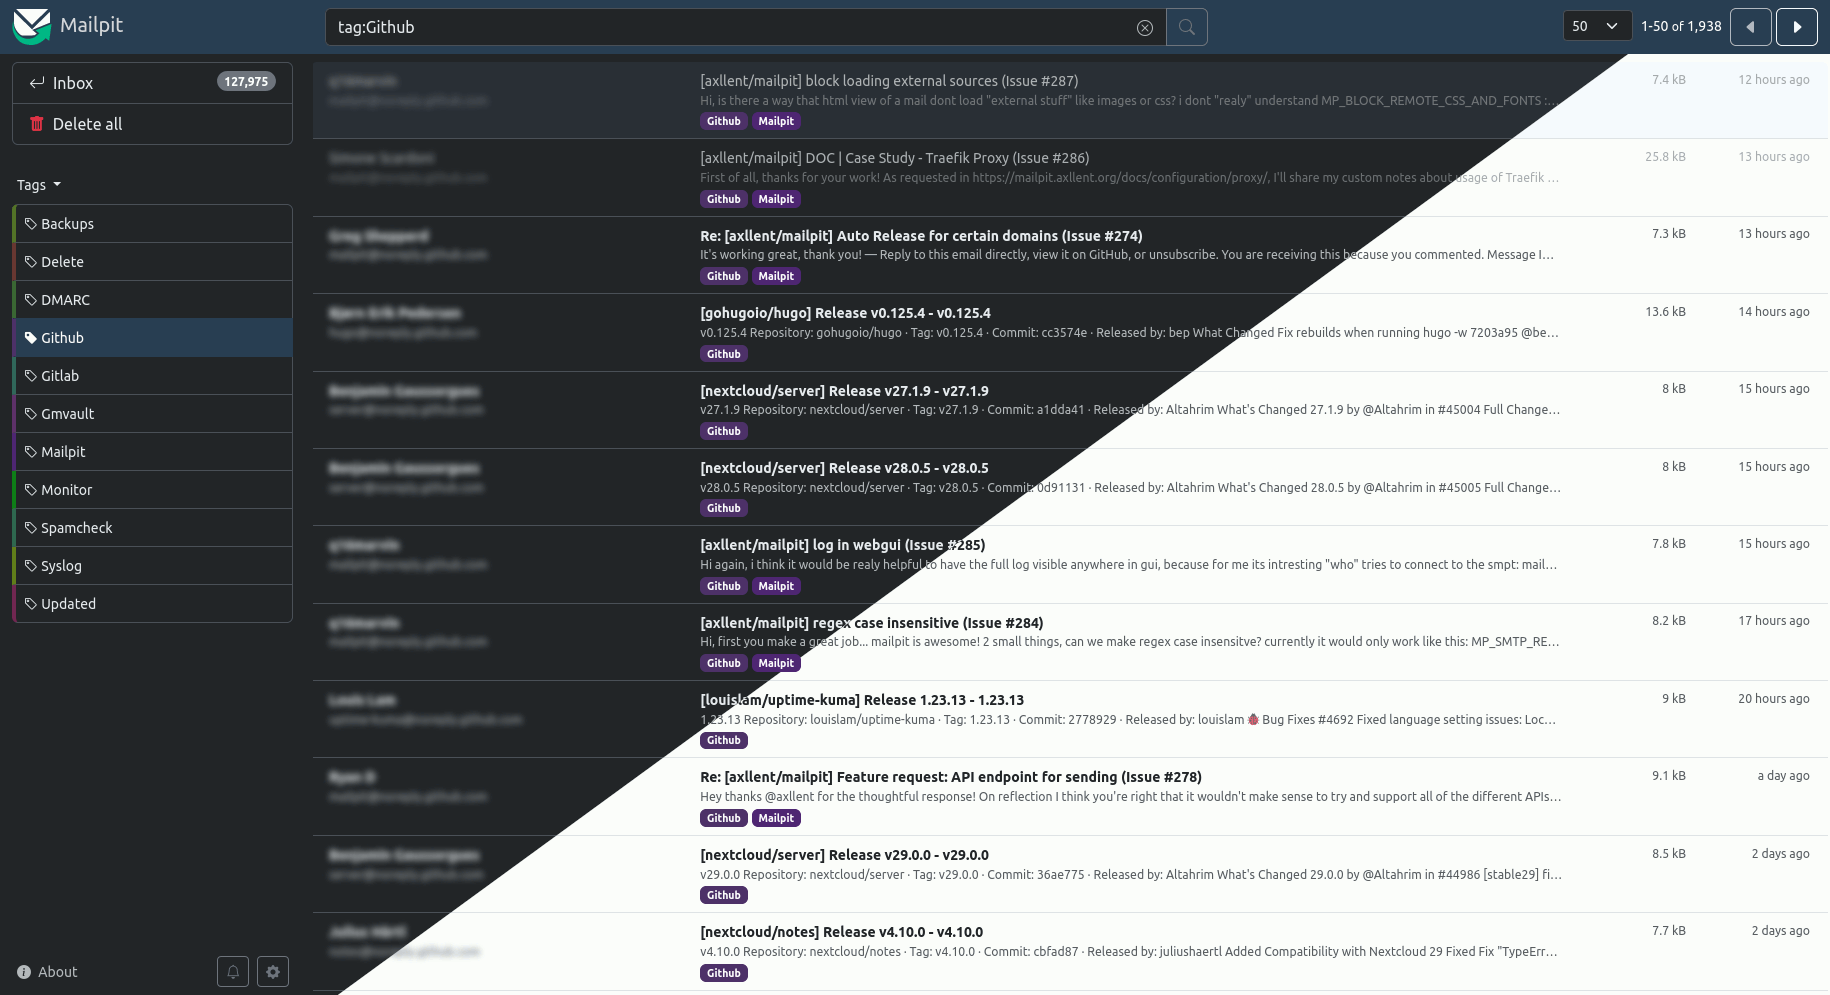 Mailpit
tag:Github
50
1-50 of 1,938
Inbox
127,975
Delete all
Tags
Backups
Delete
DMARC
Github
Gitlab
Gmvault
Mailpit
Monitor
Spamcheck
Syslog
Updated
About
[axllent/mailpit] block loading external sources (Issue #287)
7.4 kB
12 hours ago
Hi, is there a way that html view of a mail dont load "external stuff" like images or css? i dont "realy" understand MP_BLOCK_REMOTE_CSS_AND_FONTS :...
Github Mailpit
[axllent/mailpit] DOC | Case Study - Traefik Proxy (Issue #286)
25.8 kB
13 hours ago
First of all, thanks for your work! As requested in https://mailpit.axllent.org/docs/configuration/proxy/, I'll share my custom notes about usage of Traefik ...
Github Mailpit
Re: [axllent/mailpit] Auto Release for certain domains (Issue #274)
7.3 kB
13 hours ago
It's working great, thank you! — Reply to this email directly, view it on GitHub, or unsubscribe. You are receiving this because you commented. Message I...
Github Mailpit
[gohugoio/hugo] Release v0.125.4 - v0.125.4
13.6 kB
14 hours ago
v0.125.4 Repository: gohugoio/hugo · Tag: v0.125.4 · Commit: cc3574e · Released by: bep What Changed Fix rebuilds when running hugo -w 7203a95 @be...
Github
[nextcloud/server] Release v27.1.9 - v27.1.9
8 kB
15 hours ago
v27.1.9 Repository: nextcloud/server · Tag: v27.1.9 · Commit: a1dda41 · Released by: Altahrim What's Changed 27.1.9 by @Altahrim in #45004 Full Change...
Github
[nextcloud/server] Release v28.0.5 - v28.0.5
8 kB
15 hours ago
v28.0.5 Repository: nextcloud/server · Tag: v28.0.5 · Commit: 0d91131 · Released by: Altahrim What's Changed 28.0.5 by @Altahrim in #45005 Full Change...
Github
[axllent/mailpit] log in webgui (Issue #285)
7.8 kB
15 hours ago
Hi again, i think it would be realy helpful to have the full log visible anywhere in gui, because for me its intresting "who" tries to connect to the smpt: mail...
Github Mailpit
[axllent/mailpit] regex case insensitive (Issue #284)
8.2 kB
17 hours ago
Hi, first you make a great job... mailpit is awesome! 2 small things, can we make regex case insensitve? currently it would only work like this: MP_SMTP_RE...
Github Mailpit
[louislam/uptime-kuma] Release 1.23.13 - 1.23.13
9 kB
20 hours ago
1.23.13 Repository: louislam/uptime-kuma · Tag: 1.23.13 · Commit: 2778929 · Released by: louislam 🐞 Bug Fixes #4692 Fixed language setting issues: Loc...
Github
Re: [axllent/mailpit] Feature request: API endpoint for sending (Issue #278)
9.1 kB
a day ago
Hey thanks @axllent for the thoughtful response! On reflection I think you're right that it wouldn't make sense to try and support all of the different APIs...
Github Mailpit
[nextcloud/server] Release v29.0.0 - v29.0.0
8.5 kB
2 days ago
v29.0.0 Repository: nextcloud/server · Tag: v29.0.0 · Commit: 36ae775 · Released by: Altahrim What's Changed 29.0.0 by @Altahrim in #44986 [stable29] fi...
Github
[nextcloud/notes] Release v4.10.0 - v4.10.0
7.7 kB
2 days ago
v4.10.0 Repository: nextcloud/notes · Tag: v4.10.0 · Commit: cbfad87 · Released by: juliushaertl Added Compatibility with Nextcloud 29 Fixed Fix "TypeErr...
Github